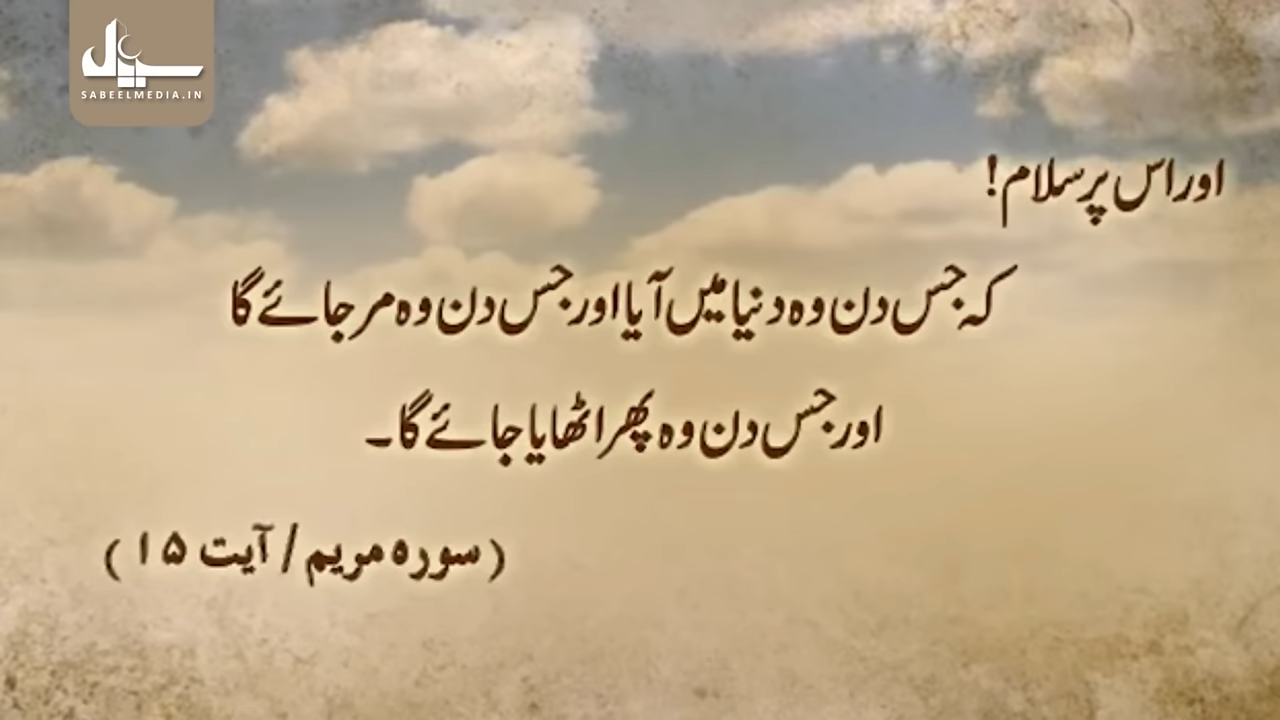 سبیل
SABEELMEDIA.IN
اور اس پر سلام!
کہ جس دن وہ دنیا میں آیا اور جس دن وہ مر جائے گا
اور جس دن وہ پھر اٹھایا جائے گا۔
(سورہ مریم / آیت ۱۵)